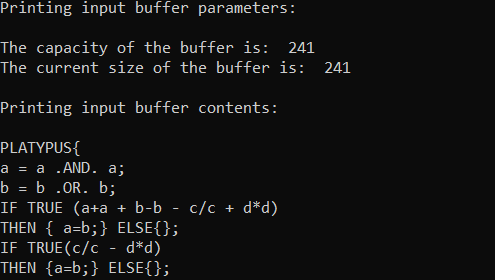 Printing input buffer parameters:
The capacity of the buffer is:  241
The current size of the buffer is:  241
Printing input buffer contents:
PLATYPUS{
a = a .AND. a;
b = b .OR. b;
IF TRUE (a+a + b-b - c/c + d*d)
THEN { a=b;} ELSE{};
IF TRUE(c/c - d*d)
THEN {a=b;} ELSE{};